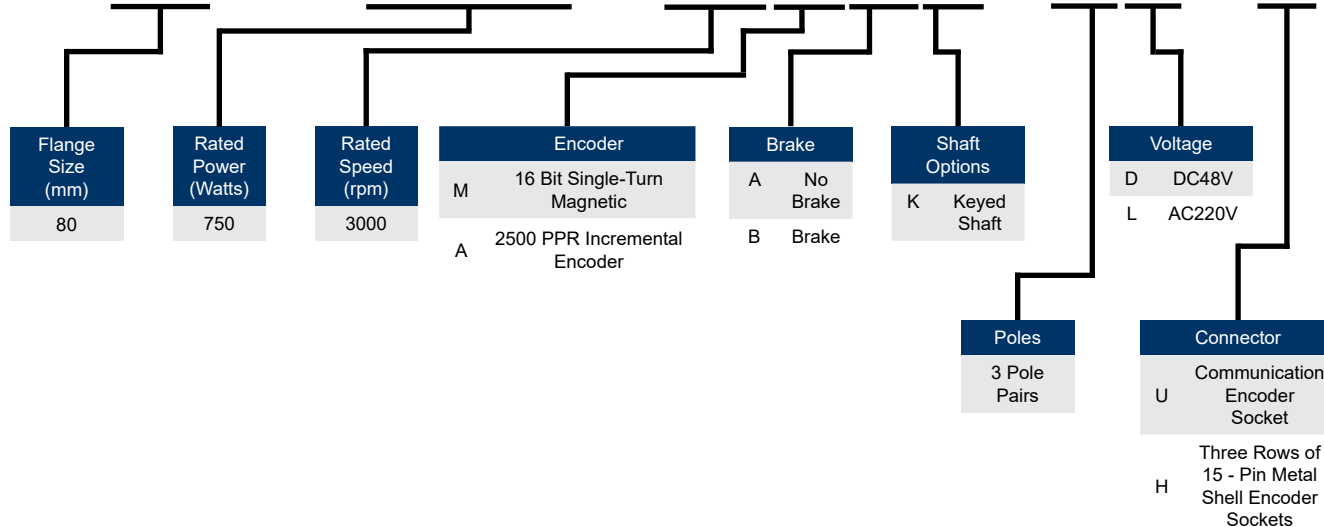 Flange
Size
(mm)
80
Rated
Power
(Watts)
750
Rated
Speed
(rpm)
3000
Encoder
M 16 Bit Single-Turn
Magnetic
A 2500 PPR Incremental
Encoder
Brake
A No
Brake
B Brake
Shaft
Options
K Keyed
Shaft
Voltage
D DC48V
L AC220V
Poles
3 Pole
Pairs
Connector
U Communication
Encoder
Socket
H Three Rows of
15 - Pin Metal
Shell Encoder
Sockets